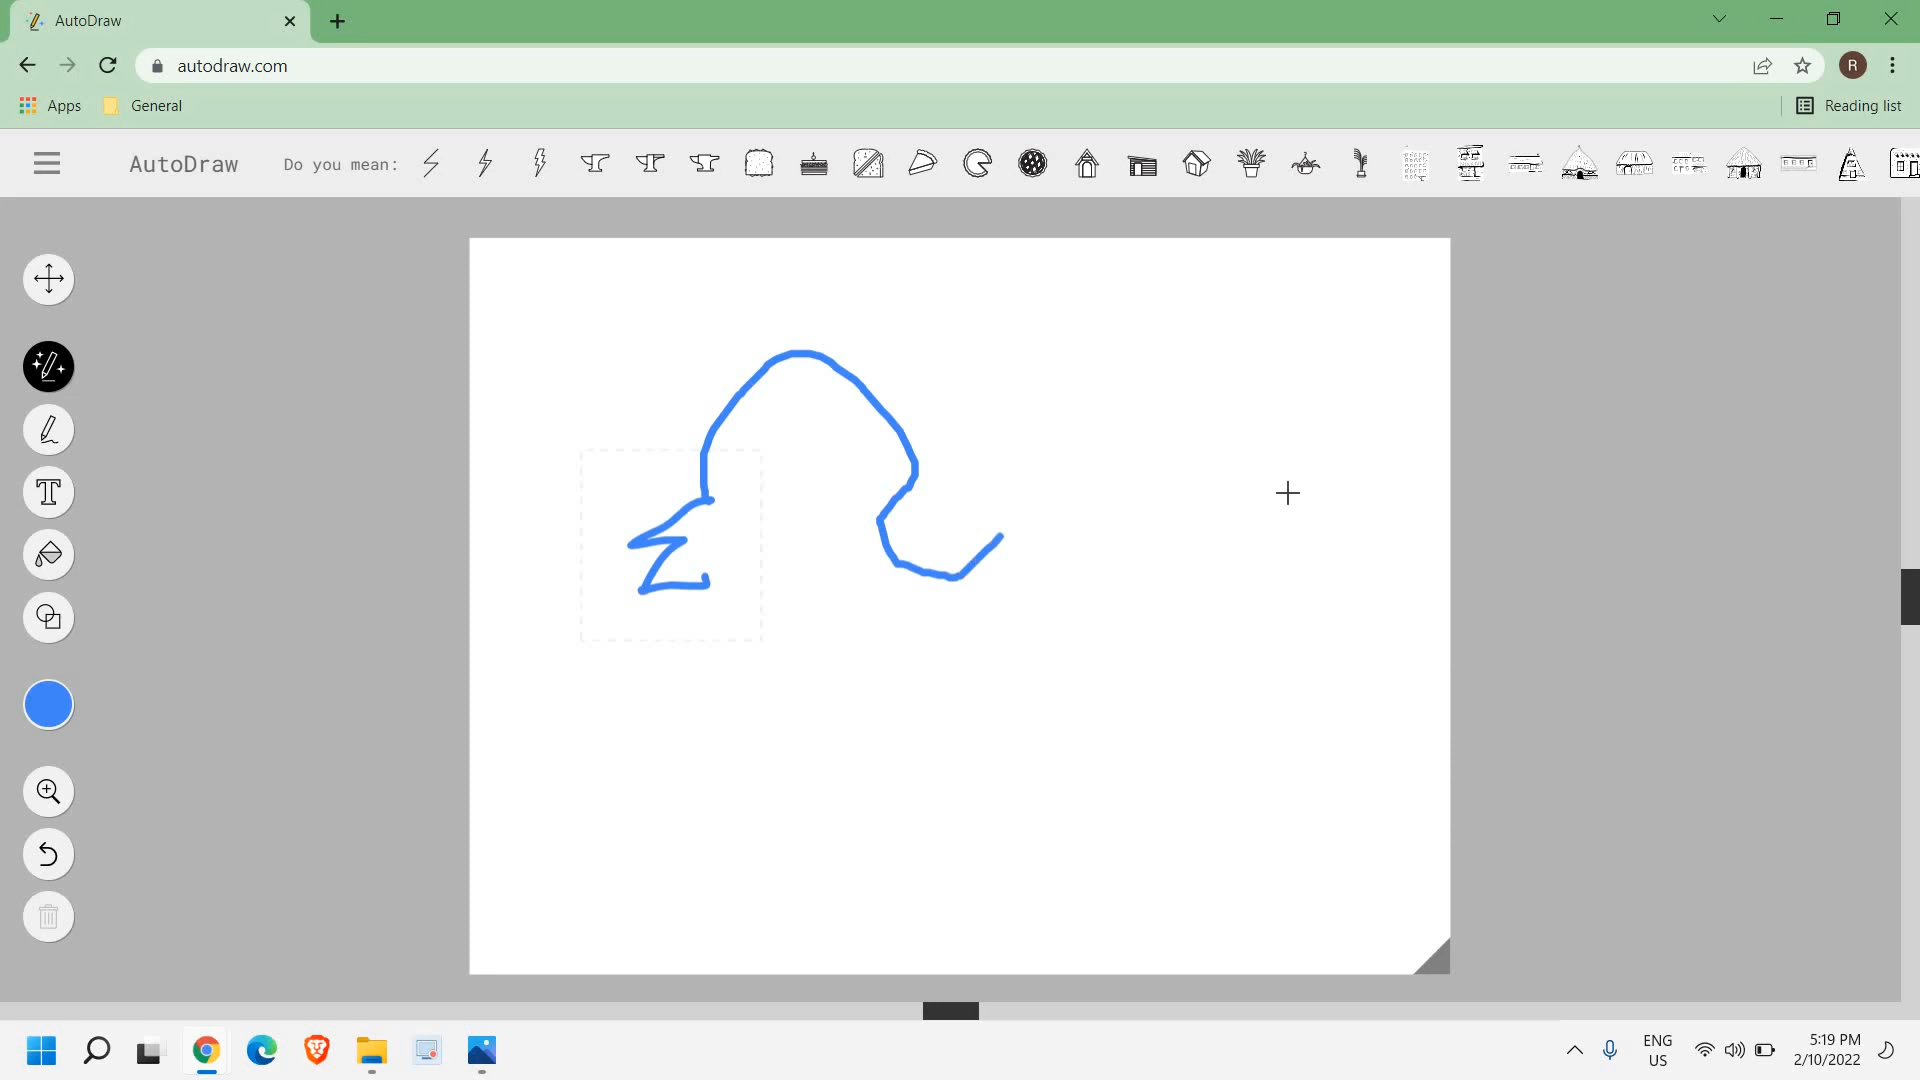 AutoDraw
autodraw.com
R
Apps
General
Reading list
AutoDraw
Do you mean:
T
ENG
US
5:19 PM
2/10/2022